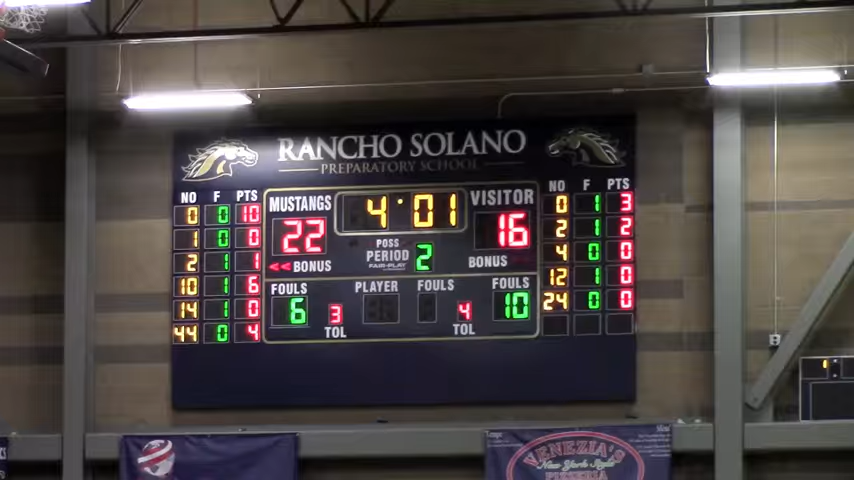 RANCHO SOLANO
PREPARATORY SCHOOL
NO F PTS
0 0 10
1 0 0
2 1 1
10 1 6
14 1 0
44 0 4
MUSTANGS 4:01 VISITOR
22 16
POSS
PERIOD 2
FAIR-PLAY
<< BONUS BONUS
FOULS PLAYER FOULS FOULS
6 3 4 10
TOL TOL
NO F PTS
0 1 3
2 1 2
4 0 0
12 1 0
24 0 0
1
VENEZIA'S
New York Style
PIZZERIA